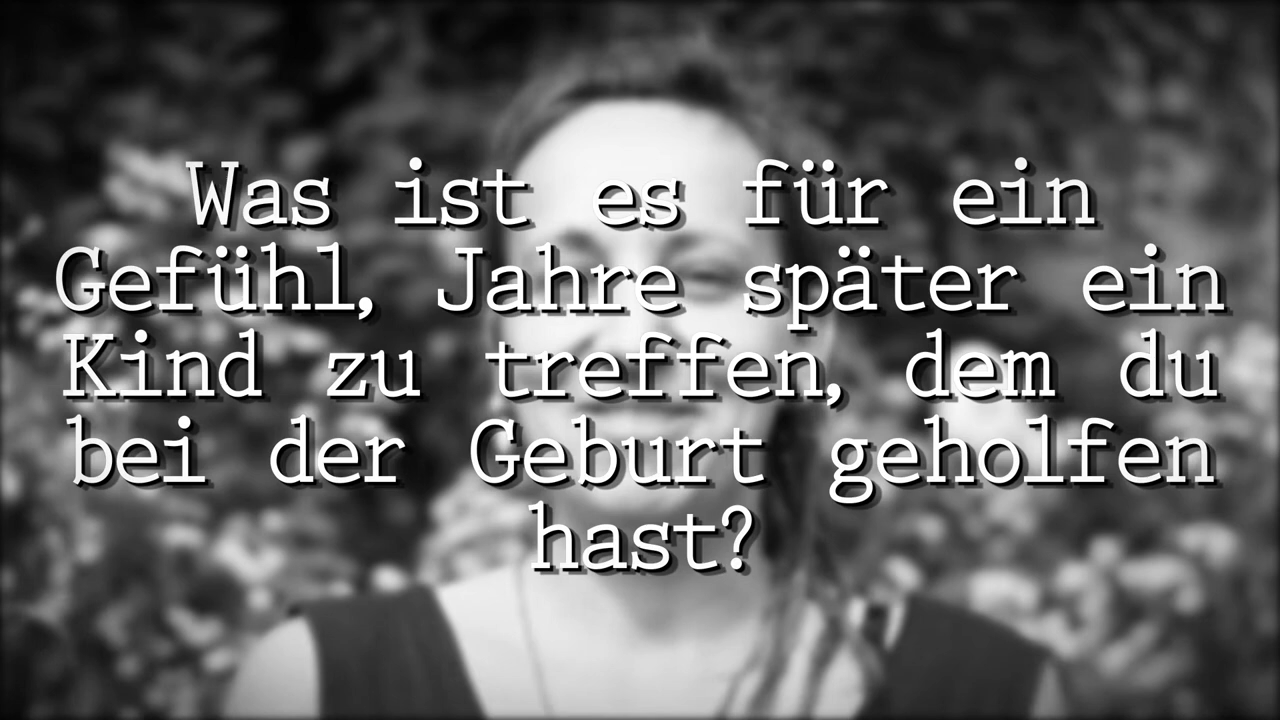 Was ist es für ein
Gefühl, Jahre später ein
Kind zu treffen, dem du
bei der Geburt geholfen
hast?